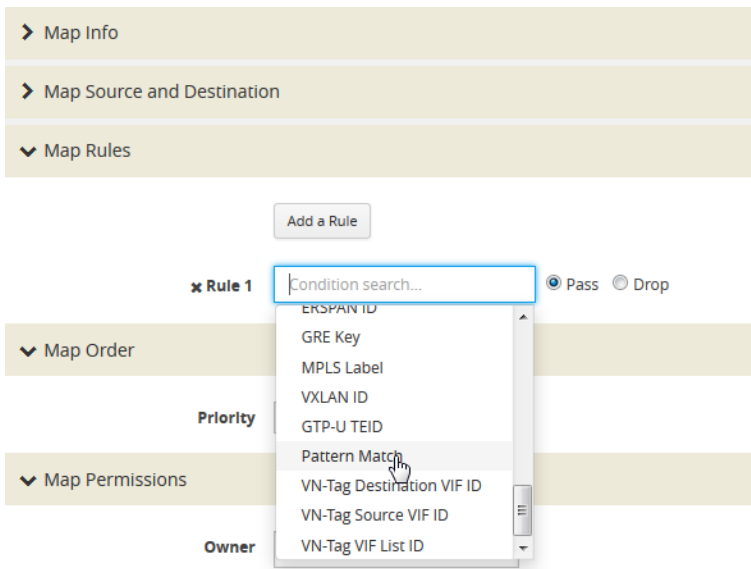 Map Info
Map Source and Destination
Map Rules
Add a Rule
Rule 1
Condition search...
Pass
Drop
ERSPAN ID
GRE Key
MPLS Label
VXLAN ID
GTP-U TEID
Pattern Match
VN-Tag Destination VIF ID
VN-Tag Source VIF ID
VN-Tag VIF List ID
Map Order
Priority
Map Permissions
Owner